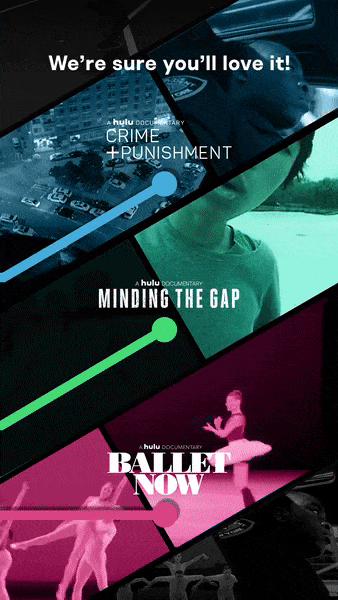 We're sure you'll love it!
A hulu DOCUMENTARY
CRIME
+PUNISHMENT
A hulu DOCUMENTARY
MINDING THE GAP
A hulu DOCUMENTARY
BALLET
NOW